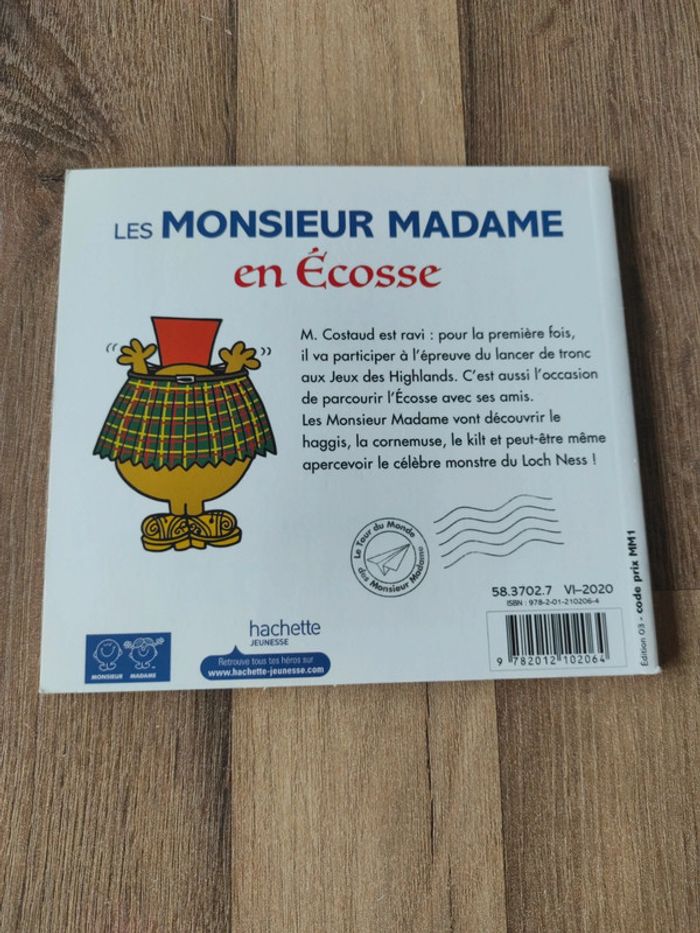 LES MONSIEUR MADAME
en Écosse
M. Costaud est ravi : pour la première fois,
il va participer à l'épreuve du lancer de tronc
aux Jeux des Highlands. C'est aussi l'occasion
de parcourir l'Écosse avec ses amis.
Les Monsieur Madame vont découvrir le
haggis, la cornemuse, le kilt et peut-être même
apercevoir le célèbre monstre du Loch Ness !
Le Tour du Monde
des Monsieur Madame
58.3702.7 VI–2020
ISBN : 978-2-01-210206-4
9 782012 102064
Édition 03 - code prix MM1
hachette
JEUNESSE
Retrouve tous tes héros sur
www.hachette-jeunesse.com
MONSIEUR MADAME